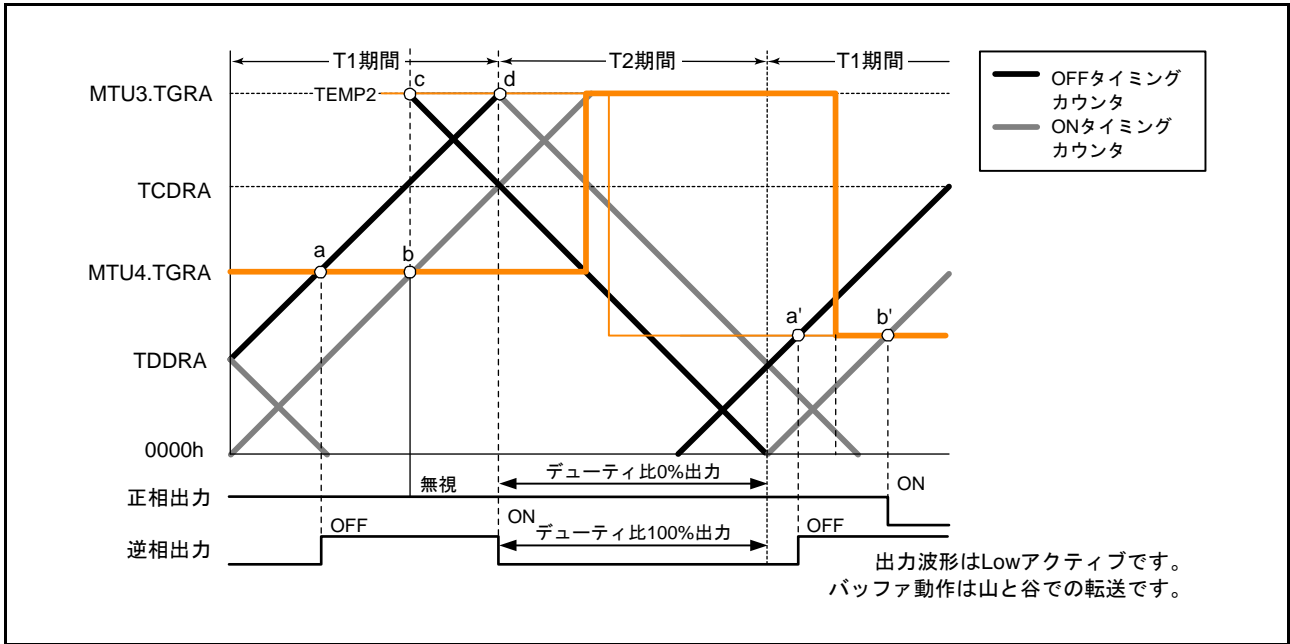 T1期間
T2期間
T1期間
OFFタイミング
カウンタ
ONタイミング
カウンタ
c
d
MTU3.TGRA
TEMP2
TCDRA
a
b
MTU4.TGRA
a'
b'
TDDRA
0000h
デューティ比0%出力
無視
ON
正相出力
OFF
ON
デューティ比100%出力
OFF
逆相出力
出力波形はLowアクティブです。
バッファ動作は山と谷での転送です。